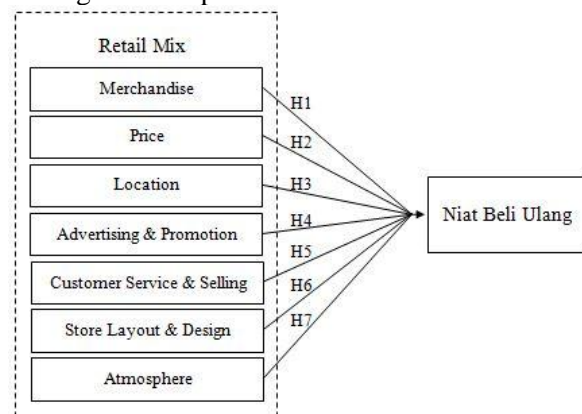 Retail Mix
Merchandise
H1
Price
H2
Location
H3
Advertising & Promotion
H4
Customer Service & Selling
H5
Store Layout & Design
H6
Atmosphere
H7
Niat Beli Ulang